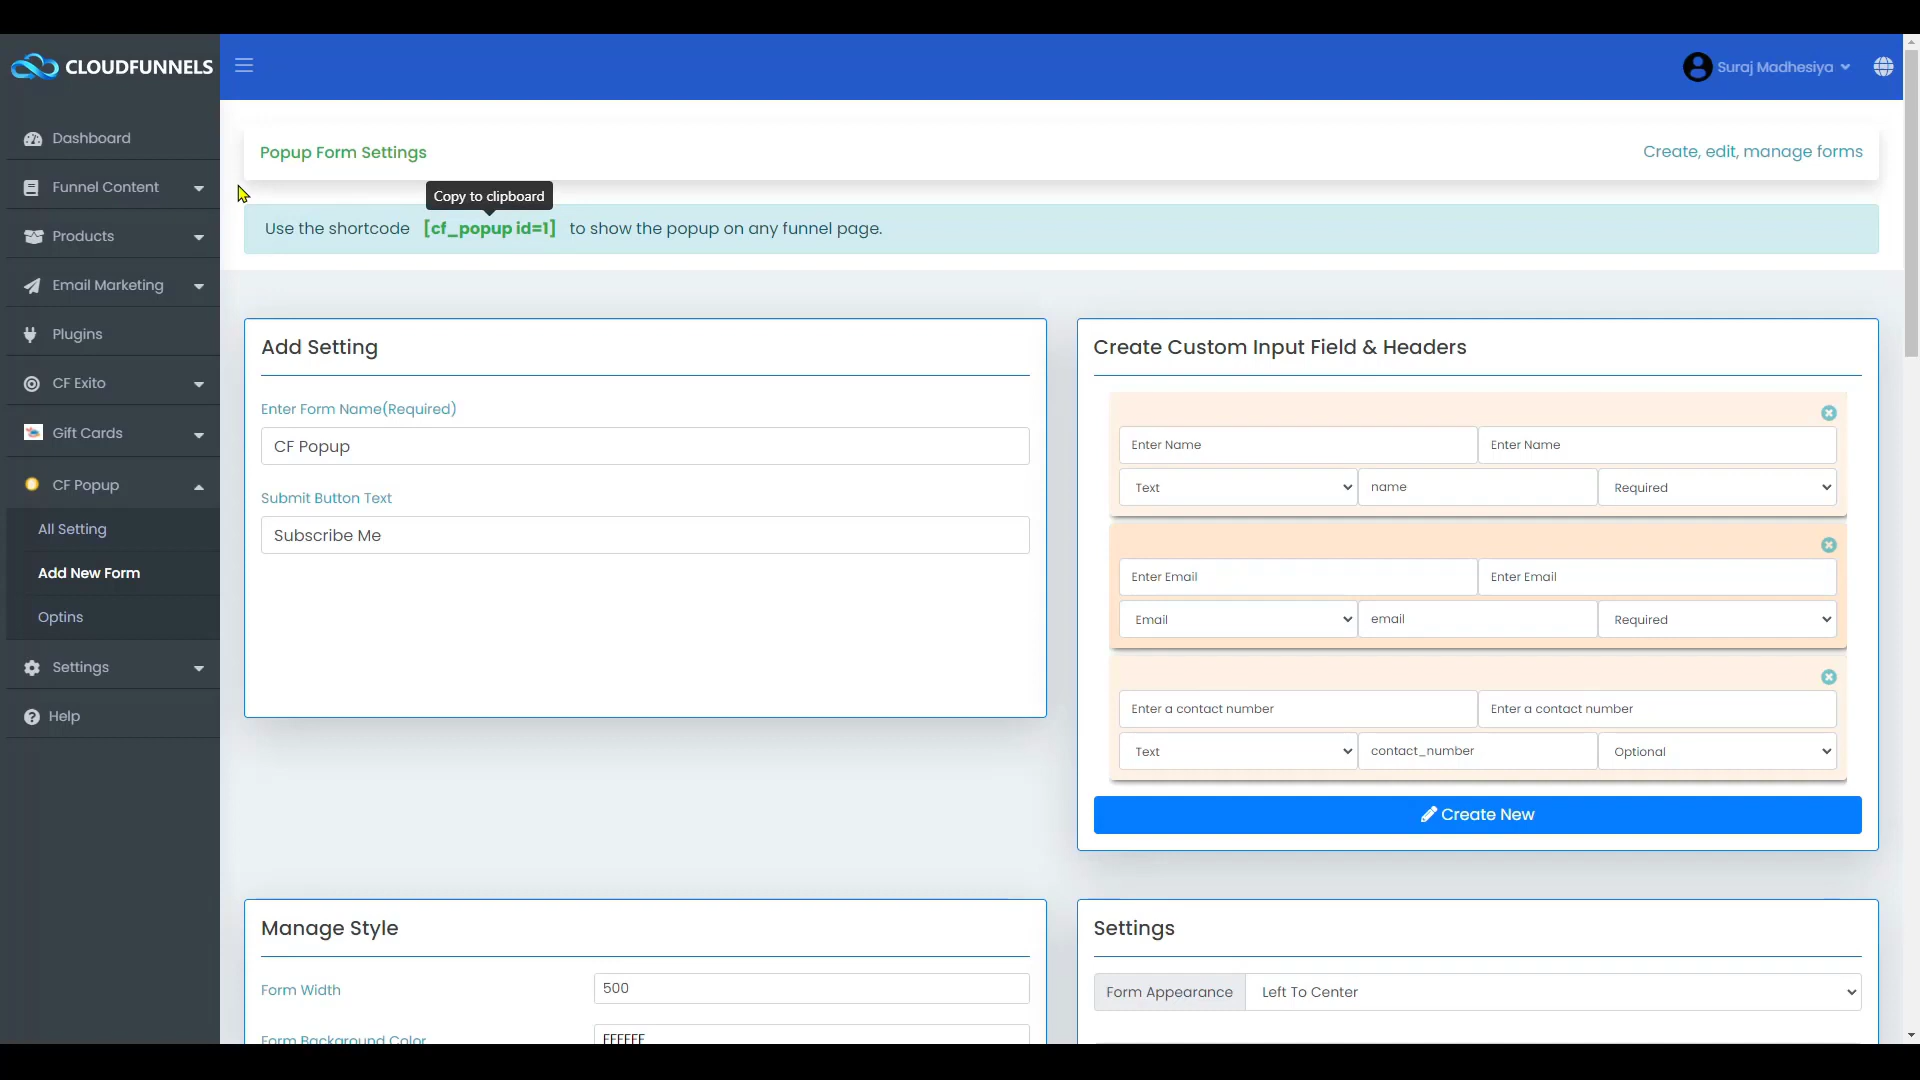 CLOUDFUNNELS
Suraj Madhesiya
Dashboard
Funnel Content
Products
Email Marketing
Plugins
CF Exito
Gift Cards
CF Popup
All Setting
Add New Form
Optins
Settings
Help
Popup Form Settings
Create, edit, manage forms
Copy to clipboard
Use the shortcode [cf_popup id=1] to show the popup on any funnel page.
Add Setting
Enter Form Name(Required)
CF Popup
Submit Button Text
Subscribe Me
Create Custom Input Field & Headers
Enter Name Enter Name
Text name Required
Enter Email Enter Email
Email email Required
Enter a contact number Enter a contact number
Text contact_number Optional
Create New
Manage Style
Form Width 500
Form Background Color FFFFFF
Settings
Form Appearance Left To Center